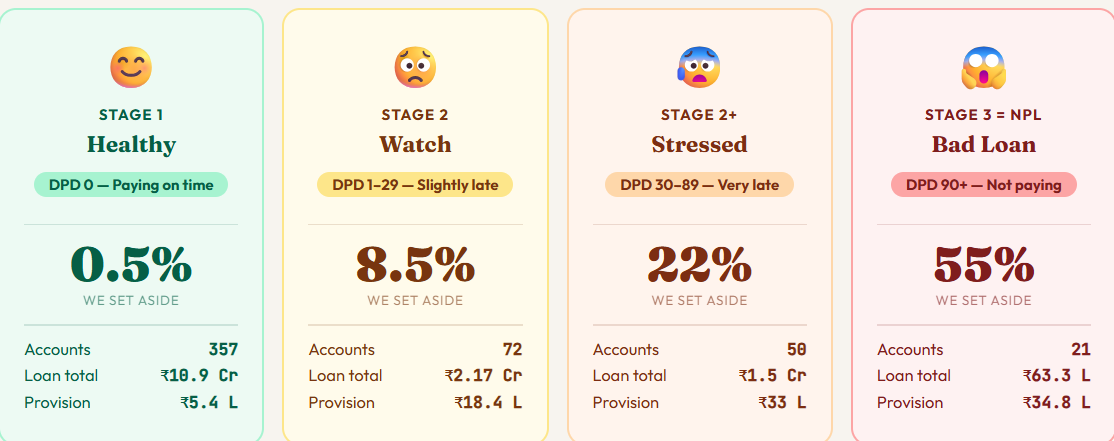 STAGE 1
Healthy
DPD 0 — Paying on time
0.5%
WE SET ASIDE
Accounts 357
Loan total ₹10.9 Cr
Provision ₹5.4 L
STAGE 2
Watch
DPD 1–29 — Slightly late
8.5%
WE SET ASIDE
Accounts 72
Loan total ₹2.17 Cr
Provision ₹18.4 L
STAGE 2+
Stressed
DPD 30–89 — Very late
22%
WE SET ASIDE
Accounts 50
Loan total ₹1.5 Cr
Provision ₹33 L
STAGE 3 = NPL
Bad Loan
DPD 90+ — Not paying
55%
WE SET ASIDE
Accounts 21
Loan total ₹63.3 L
Provision ₹34.8 L